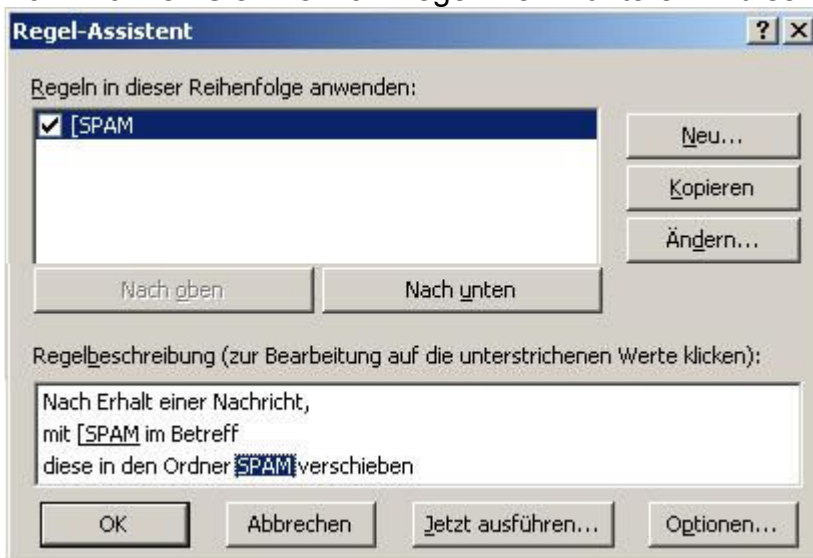 Regel-Assistent
Regeln in dieser Reihenfolge anwenden:
[SPAM
Neu...
Kopieren
Ändern...
Nach oben
Nach unten
Regelbeschreibung (zur Bearbeitung auf die unterstrichenen Werte klicken):
Nach Erhalt einer Nachricht,
mit [SPAM im Betreff
diese in den Ordner SPAM verschieben
OK
Abbrechen
Jetzt ausführen...
Optionen...